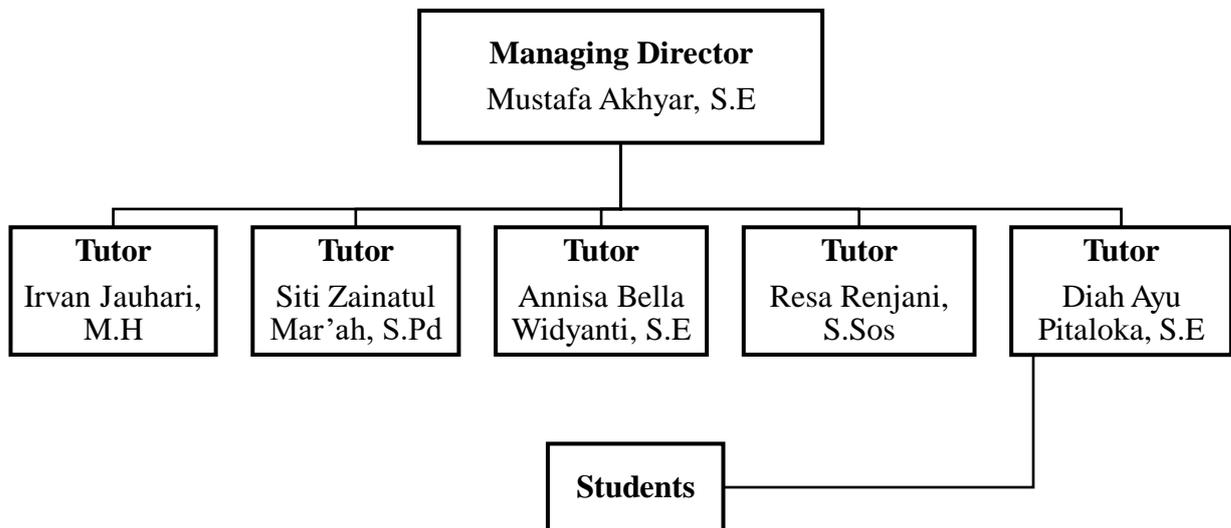 Managing Director
Mustafa Akhyar, S.E
Tutor
Irvan Jauhari,
M.H
Tutor
Siti Zainatul
Mar’ah, S.Pd
Tutor
Annisa Bella
Widyanti, S.E
Tutor
Resa Renjani,
S.Sos
Tutor
Diah Ayu
Pitaloka, S.E
Students